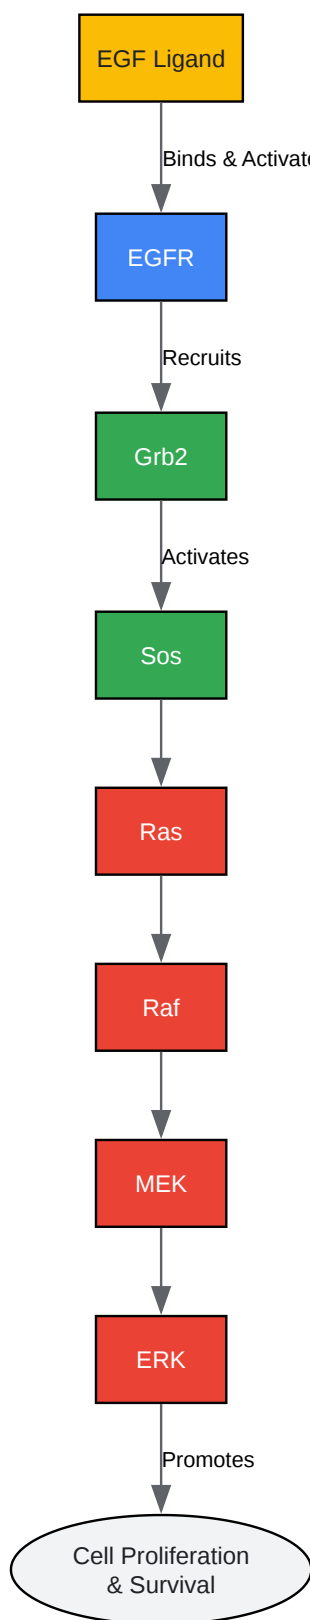 EGF Ligand
Binds & Activate
EGFR
Recruits
Grb2
Activates
Sos
Ras
Raf
MEK
ERK
Promotes
Cell Proliferation
& Survival